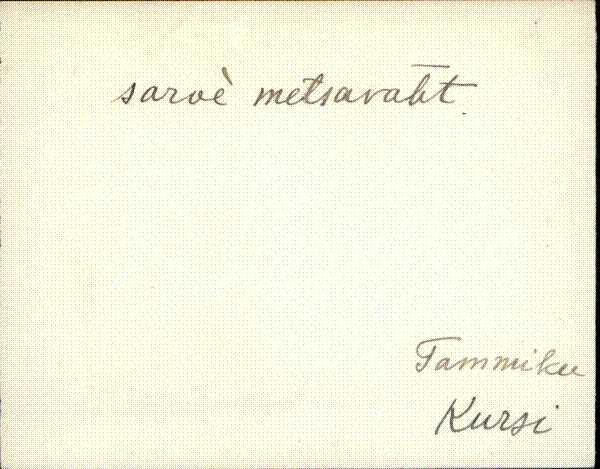 sarvè metsavaht.
Tammiku
Kursi